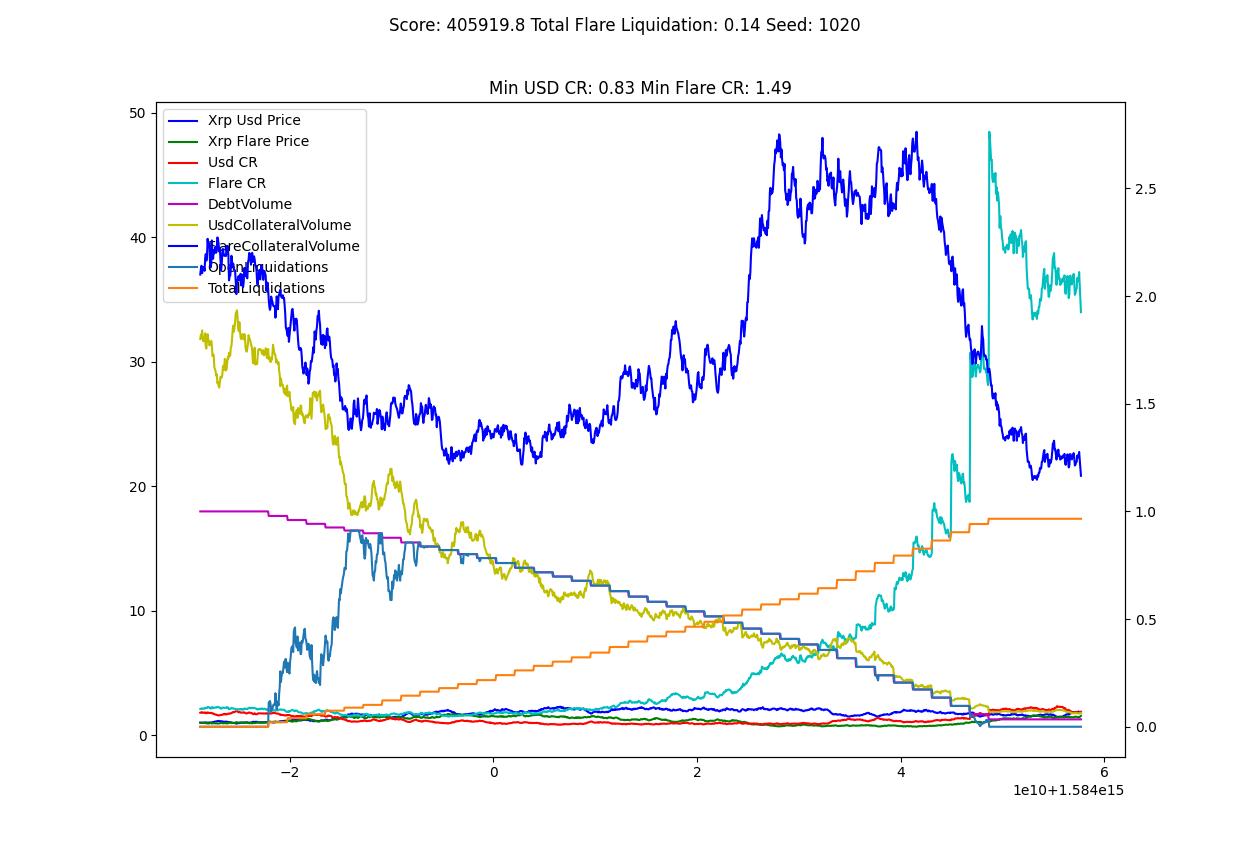 Score: 405919.8 Total Flare Liquidation: 0.14 Seed: 1020
Min USD CR: 0.83 Min Flare CR: 1.49
Xrp Usd Price
Xrp Flare Price
Usd CR
Flare CR
DebtVolume
UsdCollateralVolume
FlareCollateralVolume
OpenLiquidations
TotalLiquidations
50
40
30
20
10
0
2.5
2.0
1.5
1.0
0.5
0.0
−2
0
2
4
6
1e10+1.584e15